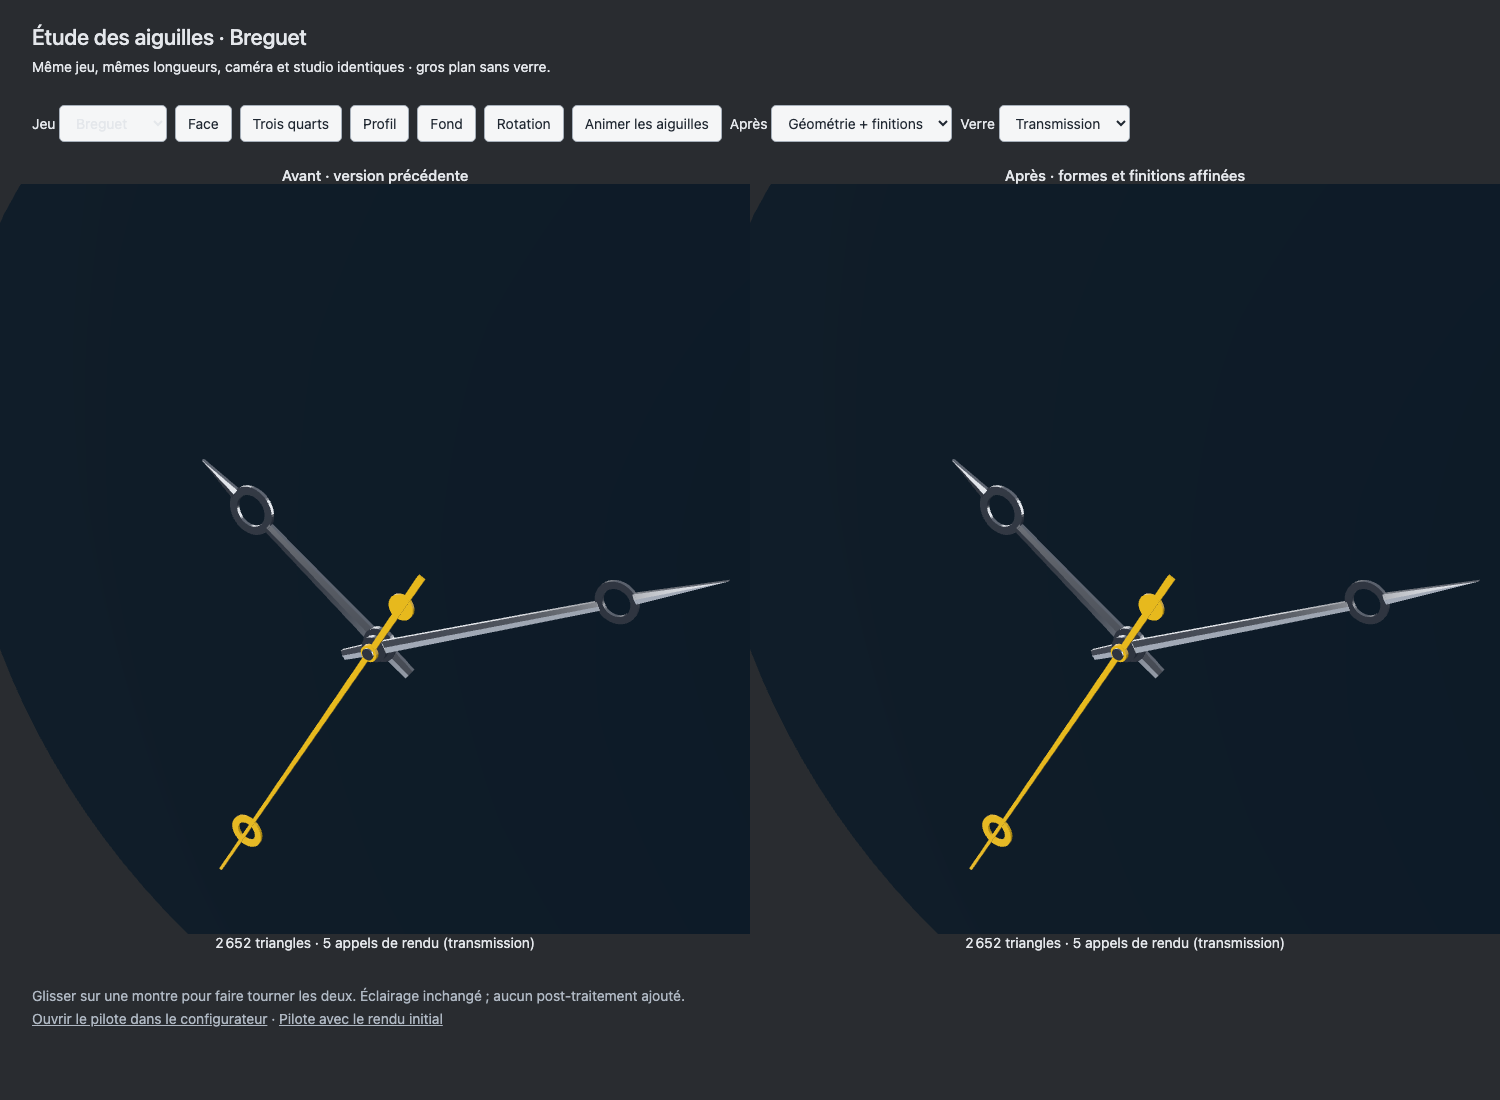 Étude des aiguilles · Breguet
Même jeu, mêmes longueurs, caméra et studio identiques · gros plan sans verre.
Jeu Breguet Face Trois quarts Profil Fond Rotation Animer les aiguilles Après Géométrie + finitions Verre Transmission
Avant · version précédente
Après · formes et finitions affinées
2 652 triangles · 5 appels de rendu (transmission)
2 652 triangles · 5 appels de rendu (transmission)
Glisser sur une montre pour faire tourner les deux. Éclairage inchangé ; aucun post-traitement ajouté.
Ouvrir le pilote dans le configurateur · Pilote avec le rendu initial